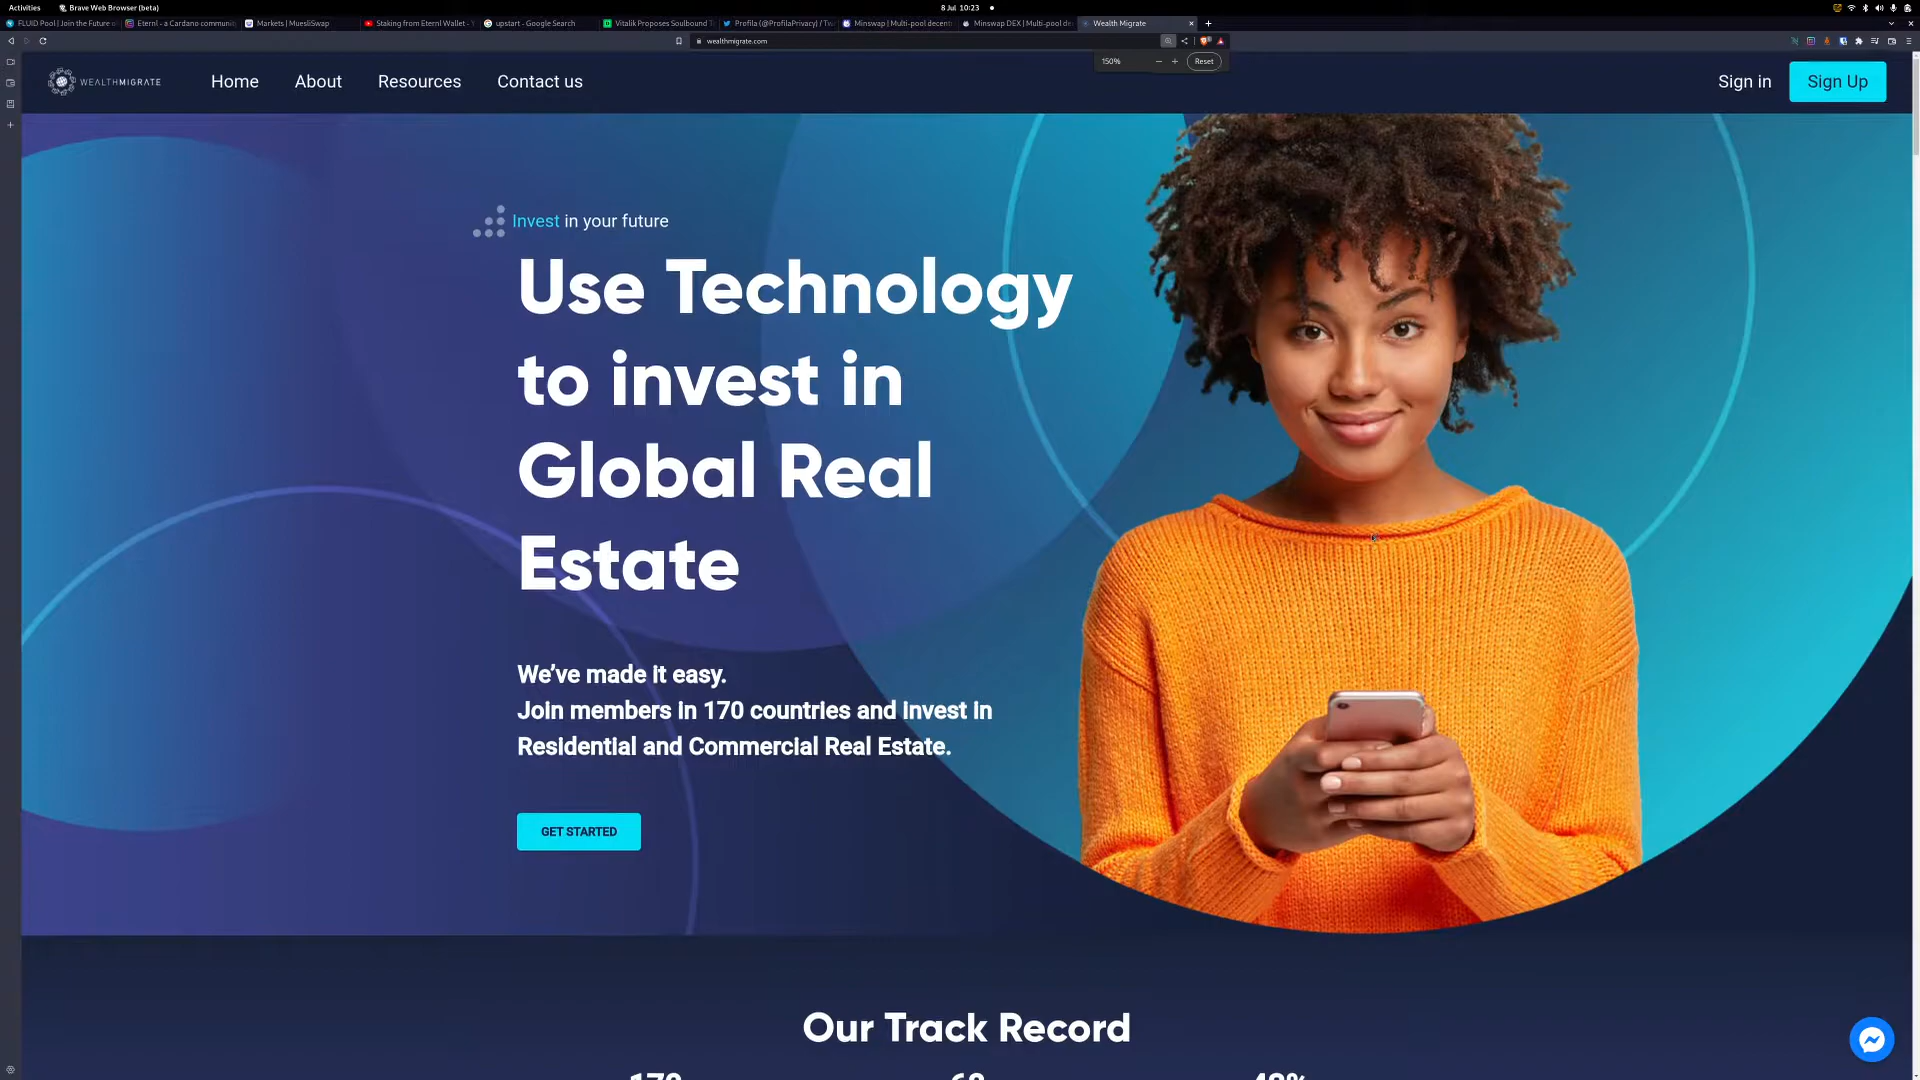 Activities
Brave Web Browser (beta)
8 Jul 10:23
FLUID Pool | Join the Future
Eternl - a Cardano communi
Markets | MuesliSwap
Staking from Eternl Wallet -
upstart - Google Search
Vitalik Proposes Soulbound
Profila (@ProfilaPrivacy) / Tw
Minswap | Multi-pool decent
Minswap DEX | Multi-pool de
Wealth Migrate
wealthmigrate.com
150%
Reset
WEALTHMIGRATE
Home
About
Resources
Contact us
Sign in
Sign Up
Invest in your future
Use Technology
to invest in
Global Real
Estate
We’ve made it easy.
Join members in 170 countries and invest in
Residential and Commercial Real Estate.
GET STARTED
Our Track Record